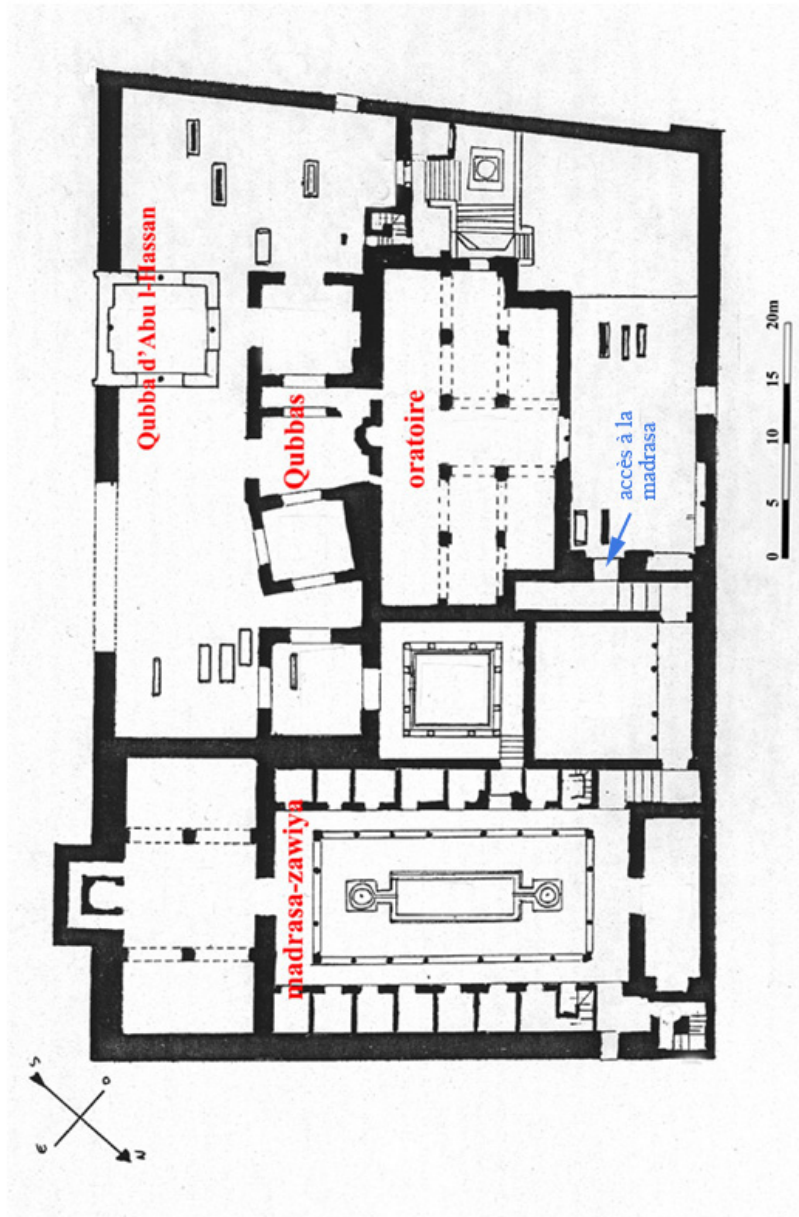 Qubba d'Abu l-Hassan
Qubbas
oratoire
accès à la
madrasa
madrasa-zawiya
0 5 10 15 20m
S
O
E
N